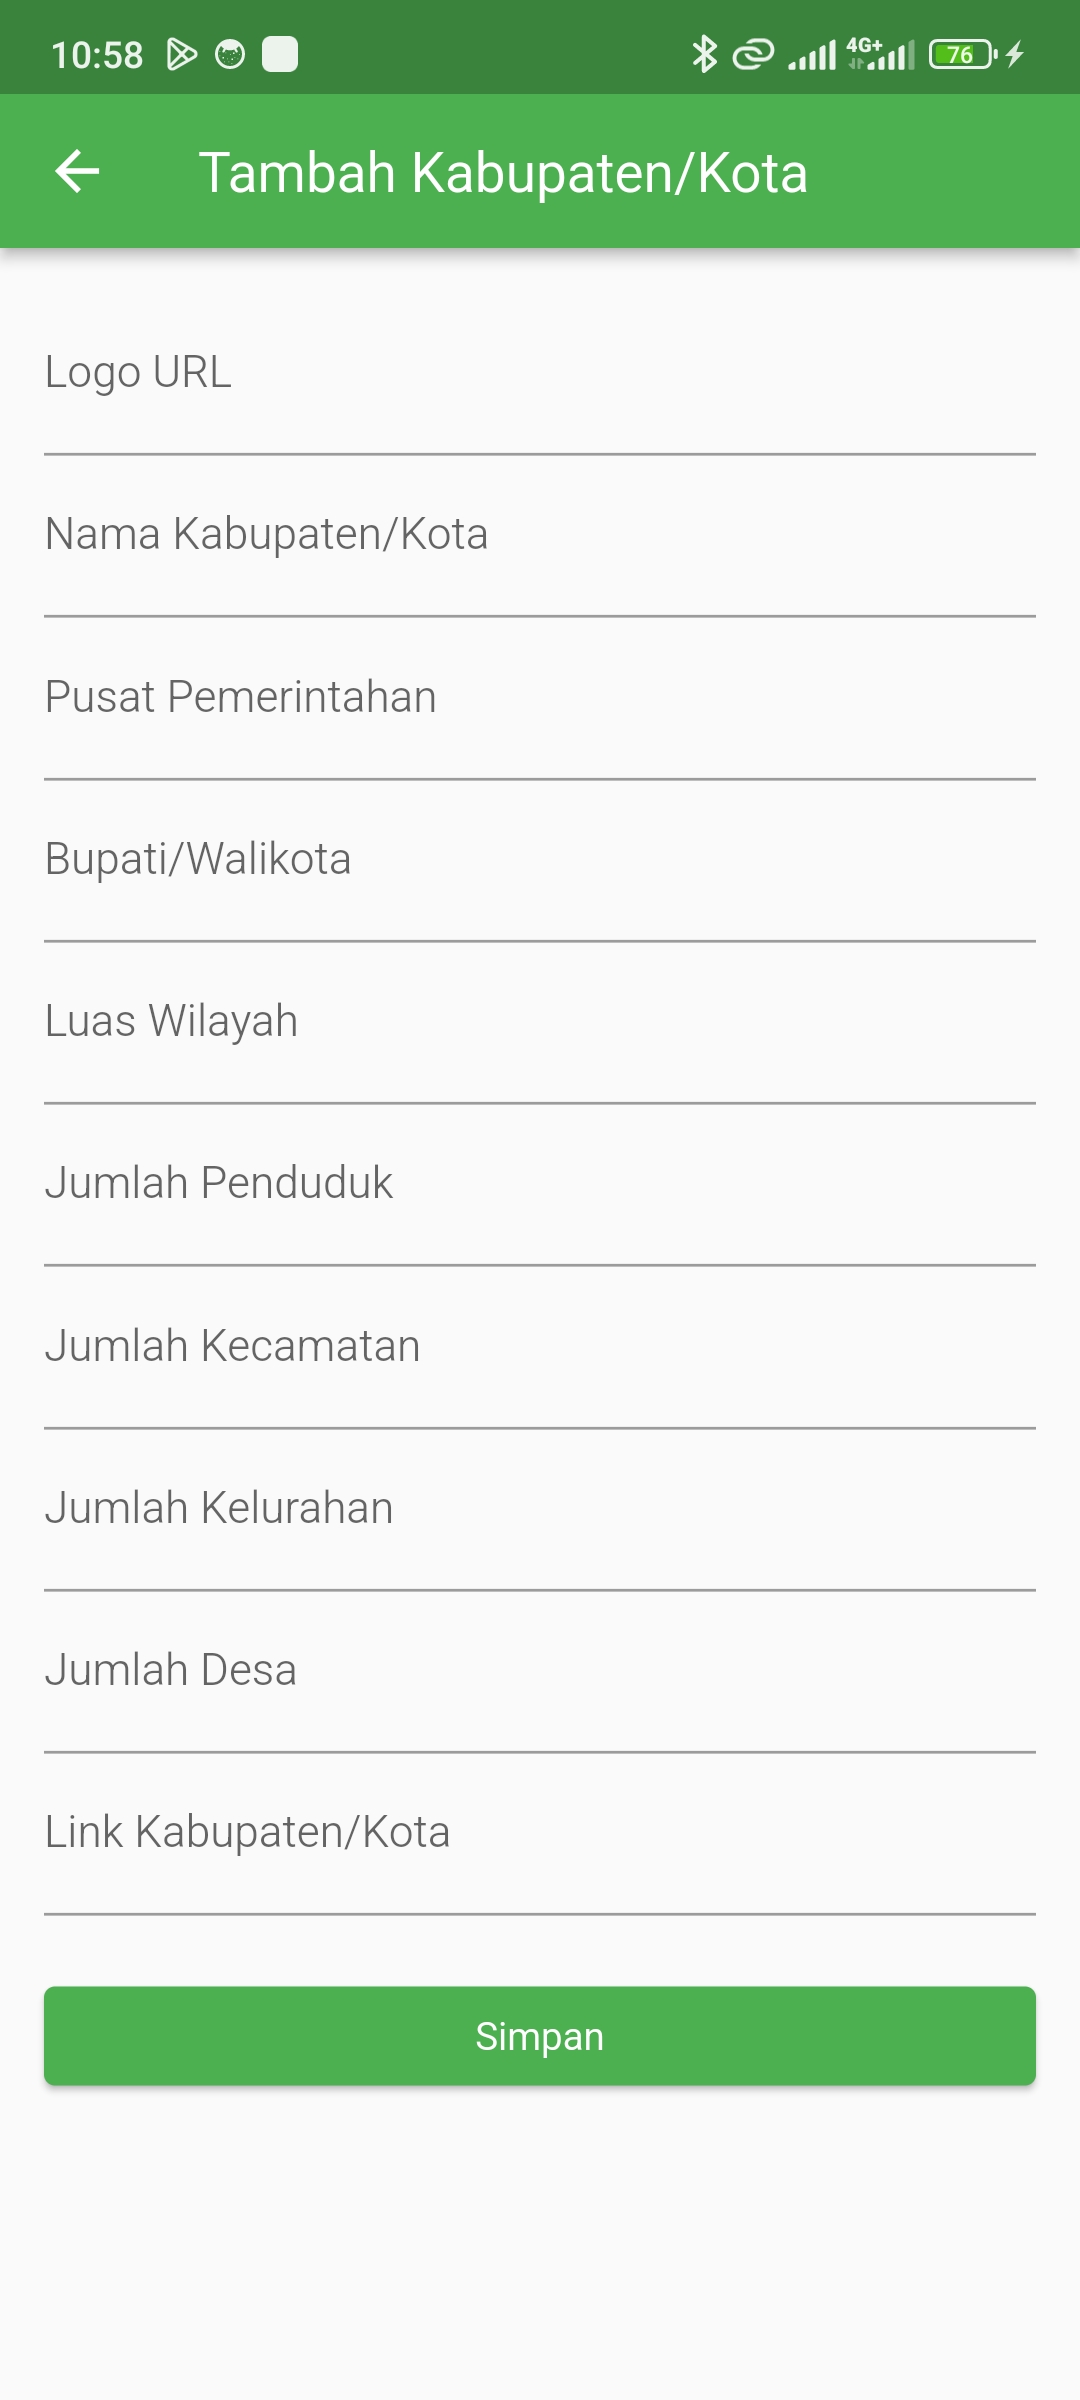 10:58
4G+
76
Tambah Kabupaten/Kota
Logo URL
Nama Kabupaten/Kota
Pusat Pemerintahan
Bupati/Walikota
Luas Wilayah
Jumlah Penduduk
Jumlah Kecamatan
Jumlah Kelurahan
Jumlah Desa
Link Kabupaten/Kota
Simpan